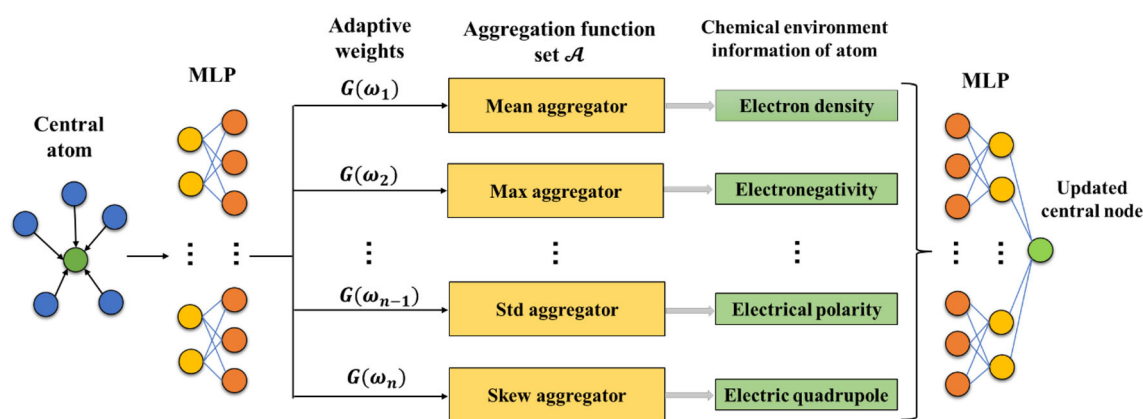 Adaptive
weights
Aggregation function
set 𝒜
Chemical environment
information of atom
MLP
MLP
Central
atom
G(ω₁)
Mean aggregator
Electron density
G(ω₂)
Max aggregator
Electronegativity
Updated
central node
⋮ ⋮ ⋮ ⋮ ⋮ ⋮ ⋮
G(ωₙ₋₁)
Std aggregator
Electrical polarity
G(ωₙ)
Skew aggregator
Electric quadrupole